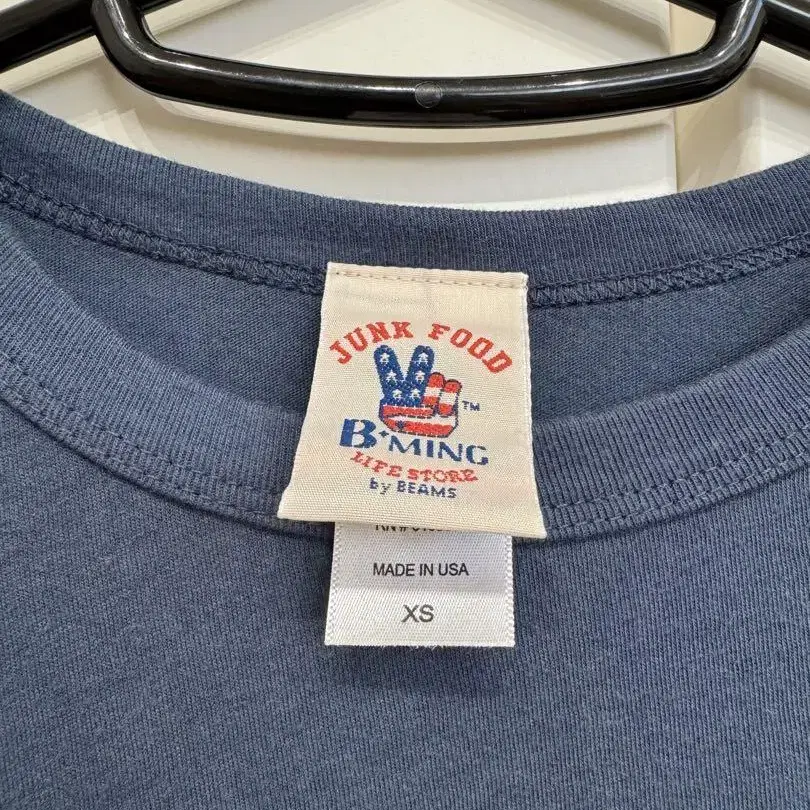 JUNK FOOD
TM
B•MING
LIFE STORE
by BEAMS
MADE IN USA
XS